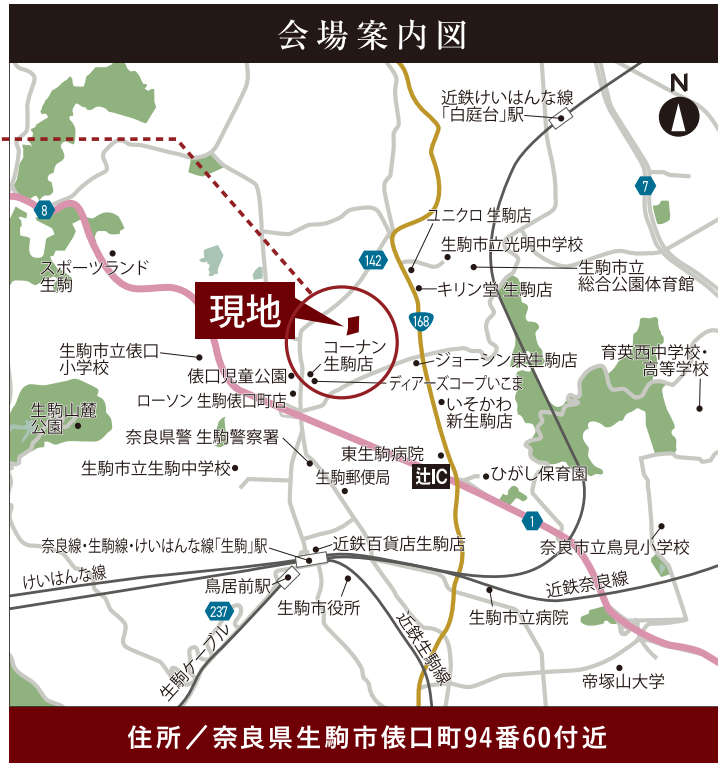 会場案内図
N
近鉄けいはんな線
「白庭台」駅
7
8
ユニクロ 生駒店
生駒市立光明中学校
142
スポーツランド
生駒
生駒市立
総合公園体育館
キリン堂 生駒店
現地
168
コーナン
生駒店
生駒市立俵口
小学校
ジョーシン東生駒店
育英西中学校・
高等学校
俵口児童公園
ディアーズコープいこま
ローソン 生駒俵口町店
生駒山麓
公園
いそかわ
新生駒店
奈良県警 生駒警察署
東生駒病院
生駒市立生駒中学校
生駒郵便局
辻IC
ひがし保育園
1
奈良線・生駒線・けいはんな線「生駒」駅
近鉄百貨店生駒店
奈良市立鳥見小学校
けいはんな線
鳥居前駅
近鉄奈良線
237
生駒市役所
生駒市立病院
生駒ケーブル
近鉄生駒線
帝塚山大学
住所／奈良県生駒市俵口町94番60付近